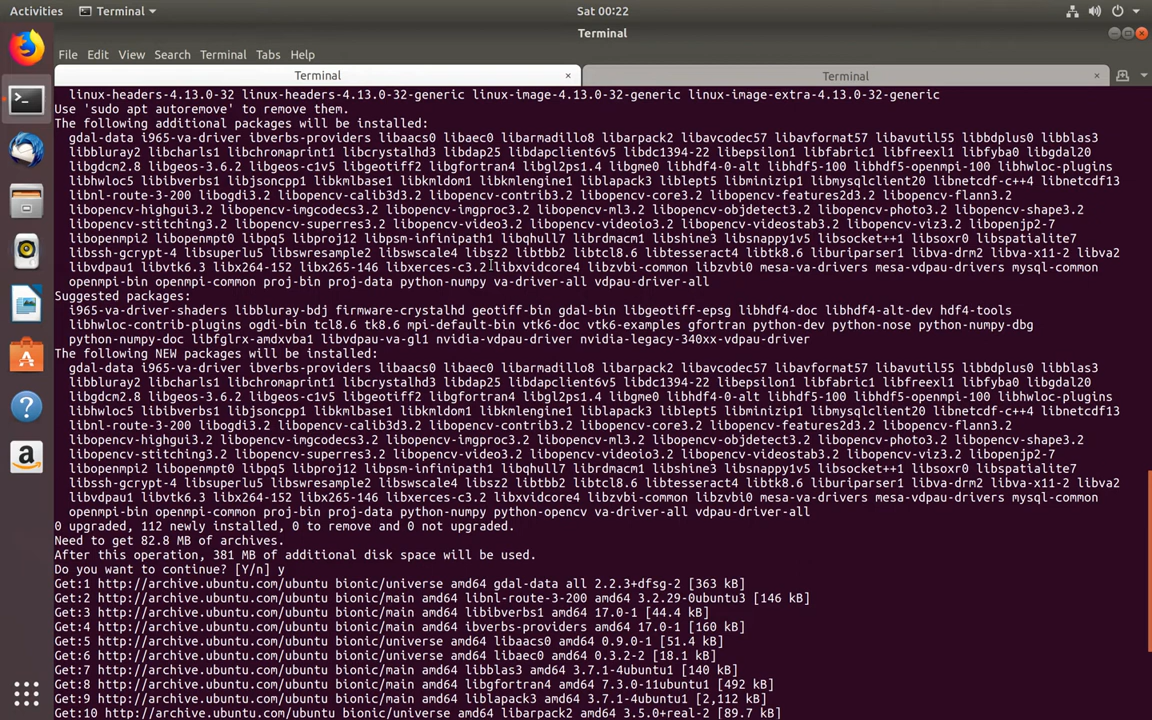 Activities
Terminal
Sat 00:22
Terminal
File Edit View Search Terminal Tabs Help
Terminal ×
Terminal ×
linux-headers-4.13.0-32 linux-headers-4.13.0-32-generic linux-image-4.13.0-32-generic linux-image-extra-4.13.0-32-generic
Use 'sudo apt autoremove' to remove them.
The following additional packages will be installed:
gdal-data i965-va-driver ibverbs-providers libaacs0 libaec0 libarmadillo8 libarpack2 libavcodec57 libavformat57 libavutil55 libbdplus0 libblas3
libbluray2 libcharls1 libchromaprint1 libcrystalhd3 libdap25 libdapclient6v5 libdc1394-22 libepsilon1 libfabric1 libfreexl1 libfyba0 libgdal20
libgdcm2.8 libgeos-3.6.2 libgeos-c1v5 libgeotiff2 libgfortran4 libgl2ps1.4 libgme0 libhdf4-0-alt libhdf5-100 libhdf5-openmpi-100 libhwloc-plugins
libhwloc5 libibverbs1 libjsoncpp1 libkmlbase1 libkmldom1 libkmlengine1 liblapack3 liblept5 libminizip1 libmysqlclient20 libnetcdf-c++4 libnetcdf13
libnl-route-3-200 libogdi3.2 libopencv-calib3d3.2 libopencv-contrib3.2 libopencv-core3.2 libopencv-features2d3.2 libopencv-flann3.2
libopencv-highgui3.2 libopencv-imgcodecs3.2 libopencv-imgproc3.2 libopencv-ml3.2 libopencv-objdetect3.2 libopencv-photo3.2 libopencv-shape3.2
libopencv-stitching3.2 libopencv-superres3.2 libopencv-video3.2 libopencv-videoio3.2 libopencv-videostab3.2 libopencv-viz3.2 libopenjp2-7
libopenmpi2 libopenmpt0 libpq5 libproj12 libpsm-infinipath1 libqhull7 librdmacm1 libshine3 libsnappy1v5 libsocket++1 libsoxr0 libspatialite7
libssh-gcrypt-4 libsuperlu5 libswresample2 libswscale4 libsz2 libtbb2 libtcl8.6 libtesseract4 libtk8.6 liburiparser1 libva-drm2 libva-x11-2 libva2
libvdpau1 libvtk6.3 libx264-152 libx265-146 libxerces-c3.2 libxvidcore4 libzvbi-common libzvbi0 mesa-va-drivers mesa-vdpau-drivers mysql-common
openmpi-bin openmpi-common proj-bin proj-data python-numpy va-driver-all vdpau-driver-all
Suggested packages:
i965-va-driver-shaders libbluray-bdj firmware-crystalhd geotiff-bin gdal-bin libgeotiff-epsg libhdf4-doc libhdf4-alt-dev hdf4-tools
libhwloc-contrib-plugins ogdi-bin tcl8.6 tk8.6 mpi-default-bin vtk6-doc vtk6-examples gfortran python-dev python-nose python-numpy-dbg
python-numpy-doc libfglrx-amdxvba1 libvdpau-va-gl1 nvidia-vdpau-driver nvidia-legacy-340xx-vdpau-driver
The following NEW packages will be installed:
gdal-data i965-va-driver ibverbs-providers libaacs0 libaec0 libarmadillo8 libarpack2 libavcodec57 libavformat57 libavutil55 libbdplus0 libblas3
libbluray2 libcharls1 libchromaprint1 libcrystalhd3 libdap25 libdapclient6v5 libdc1394-22 libepsilon1 libfabric1 libfreexl1 libfyba0 libgdal20
libgdcm2.8 libgeos-3.6.2 libgeos-c1v5 libgeotiff2 libgfortran4 libgl2ps1.4 libgme0 libhdf4-0-alt libhdf5-100 libhdf5-openmpi-100 libhwloc-plugins
libhwloc5 libibverbs1 libjsoncpp1 libkmlbase1 libkmldom1 libkmlengine1 liblapack3 liblept5 libminizip1 libmysqlclient20 libnetcdf-c++4 libnetcdf13
libnl-route-3-200 libogdi3.2 libopencv-calib3d3.2 libopencv-contrib3.2 libopencv-core3.2 libopencv-features2d3.2 libopencv-flann3.2
libopencv-highgui3.2 libopencv-imgcodecs3.2 libopencv-imgproc3.2 libopencv-ml3.2 libopencv-objdetect3.2 libopencv-photo3.2 libopencv-shape3.2
libopencv-stitching3.2 libopencv-superres3.2 libopencv-video3.2 libopencv-videoio3.2 libopencv-videostab3.2 libopencv-viz3.2 libopenjp2-7
libopenmpi2 libopenmpt0 libpq5 libproj12 libpsm-infinipath1 libqhull7 librdmacm1 libshine3 libsnappy1v5 libsocket++1 libsoxr0 libspatialite7
libssh-gcrypt-4 libsuperlu5 libswresample2 libswscale4 libsz2 libtbb2 libtcl8.6 libtesseract4 libtk8.6 liburiparser1 libva-drm2 libva-x11-2 libva2
libvdpau1 libvtk6.3 libx264-152 libx265-146 libxerces-c3.2 libxvidcore4 libzvbi-common libzvbi0 mesa-va-drivers mesa-vdpau-drivers mysql-common
openmpi-bin openmpi-common proj-bin proj-data python-numpy python-opencv va-driver-all vdpau-driver-all
0 upgraded, 112 newly installed, 0 to remove and 0 not upgraded.
Need to get 82.8 MB of archives.
After this operation, 381 MB of additional disk space will be used.
Do you want to continue? [Y/n] y
Get:1 http://archive.ubuntu.com/ubuntu bionic/universe amd64 gdal-data all 2.2.3+dfsg-2 [363 kB]
Get:2 http://archive.ubuntu.com/ubuntu bionic/main amd64 libnl-route-3-200 amd64 3.2.29-0ubuntu3 [146 kB]
Get:3 http://archive.ubuntu.com/ubuntu bionic/main amd64 libibverbs1 amd64 17.0-1 [44.4 kB]
Get:4 http://archive.ubuntu.com/ubuntu bionic/main amd64 ibverbs-providers amd64 17.0-1 [160 kB]
Get:5 http://archive.ubuntu.com/ubuntu bionic/universe amd64 libaacs0 amd64 0.9.0-1 [51.4 kB]
Get:6 http://archive.ubuntu.com/ubuntu bionic/universe amd64 libaec0 amd64 0.3.2-2 [18.1 kB]
Get:7 http://archive.ubuntu.com/ubuntu bionic/main amd64 libblas3 amd64 3.7.1-4ubuntu1 [140 kB]
Get:8 http://archive.ubuntu.com/ubuntu bionic/main amd64 libgfortran4 amd64 7.3.0-11ubuntu1 [492 kB]
Get:9 http://archive.ubuntu.com/ubuntu bionic/main amd64 liblapack3 amd64 3.7.1-4ubuntu1 [2,112 kB]
Get:10 http://archive.ubuntu.com/ubuntu bionic/universe amd64 libarpack2 amd64 3.5.0+real-2 [89.7 kB]